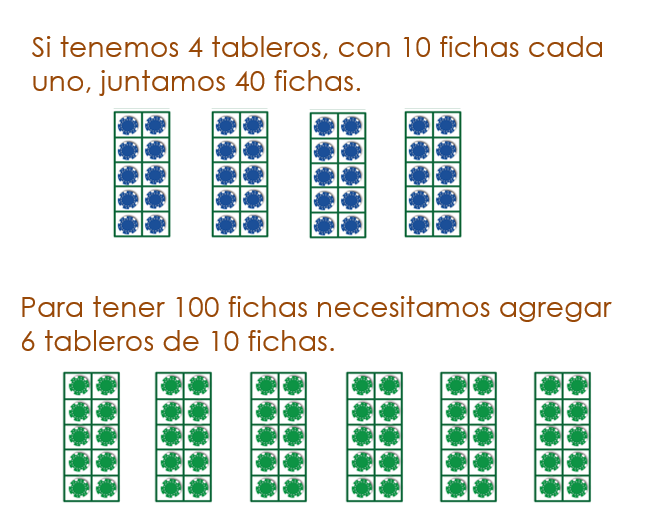 Si tenemos 4 tableros, con 10 fichas cada
uno, juntamos 40 fichas.
Para tener 100 fichas necesitamos agregar
6 tableros de 10 fichas.